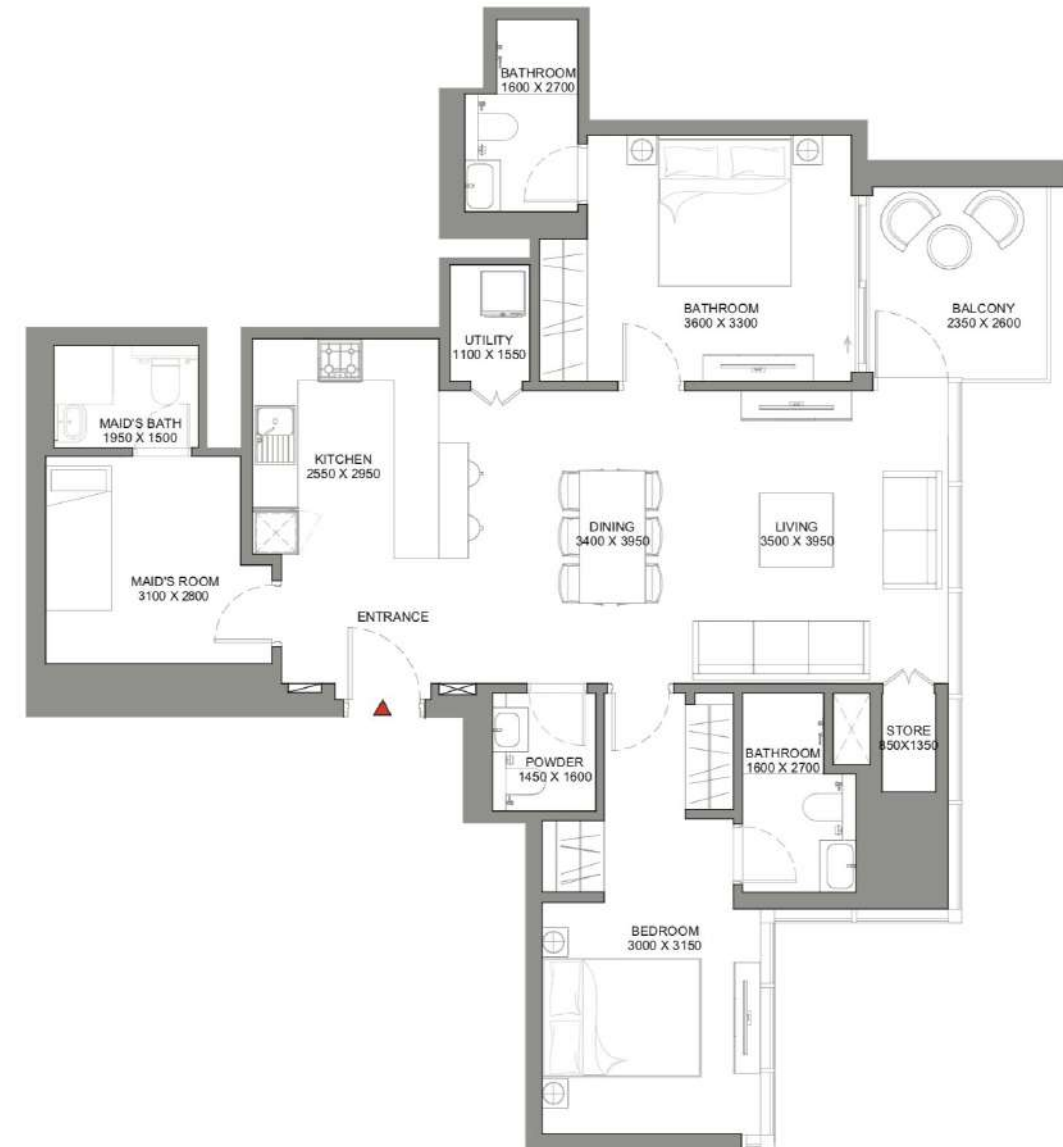 BATHROOM
1600 X 2700
BATHROOM
3600 X 3300
BALCONY
2350 X 2600
UTILITY
1100 X 1550
MAID'S BATH
1950 X 1500
KITCHEN
2550 X 2950
DINING
3400 X 3950
LIVING
3500 X 3950
MAID'S ROOM
3100 X 2800
ENTRANCE
POWDER
1450 X 1600
BATHROOM
1600 X 2700
STORE
850X1350
BEDROOM
3000 X 3150